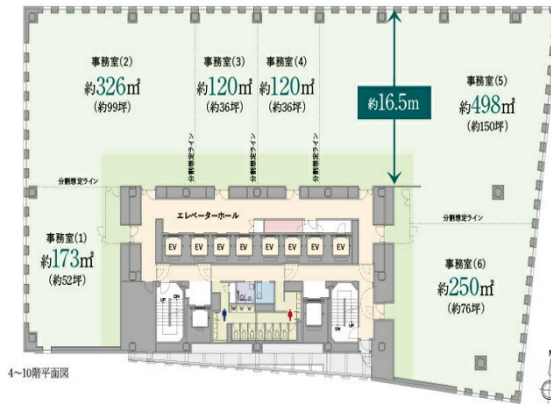 事務室(2)
約326㎡
(約99坪)
事務室(3)
約120㎡
(約36坪)
事務室(4)
約120㎡
(約36坪)
約16.5m
事務室(5)
約498㎡
(約150坪)
分割想定ライン
分割想定ライン
分割想定ライン
分割想定ライン
分割想定ライン
エレベーターホール
EV
EV
EV
EV
EV
EV
EV
EV
事務室(1)
約173㎡
(約52坪)
事務室(6)
約250㎡
(約76坪)
UP
DN
DN
UP
4〜10階平面図